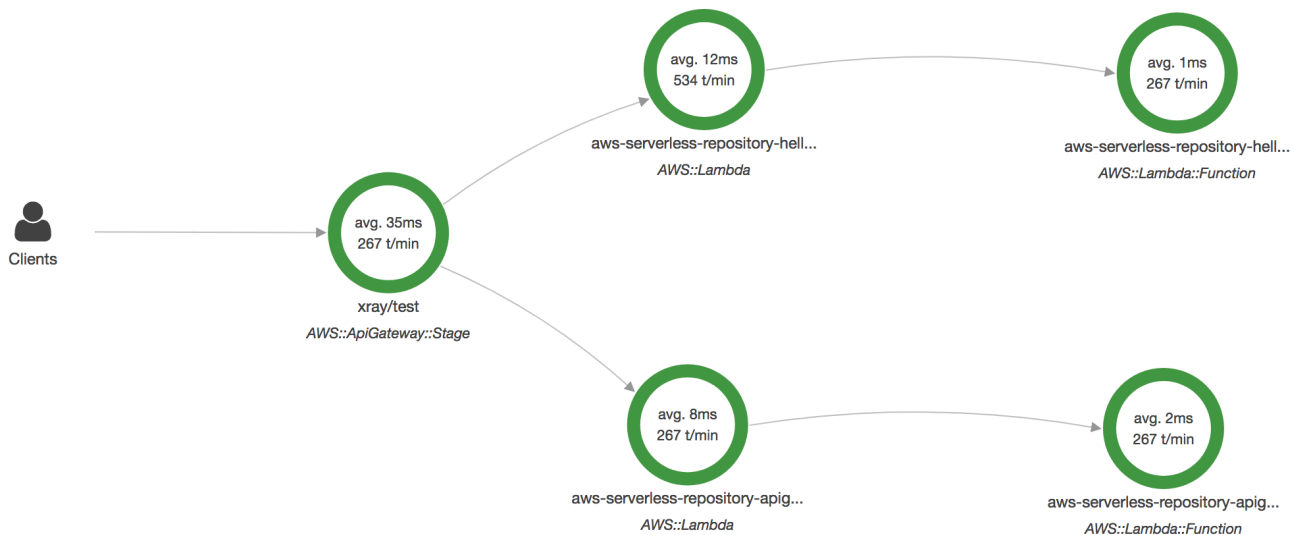 avg. 12ms
534 t/min
aws-serverless-repository-hell...
AWS::Lambda
avg. 1ms
267 t/min
aws-serverless-repository-hell...
AWS::Lambda::Function
Clients
avg. 35ms
267 t/min
xray/test
AWS::ApiGateway::Stage
avg. 8ms
267 t/min
aws-serverless-repository-apig...
AWS::Lambda
avg. 2ms
267 t/min
aws-serverless-repository-apig...
AWS::Lambda::Function